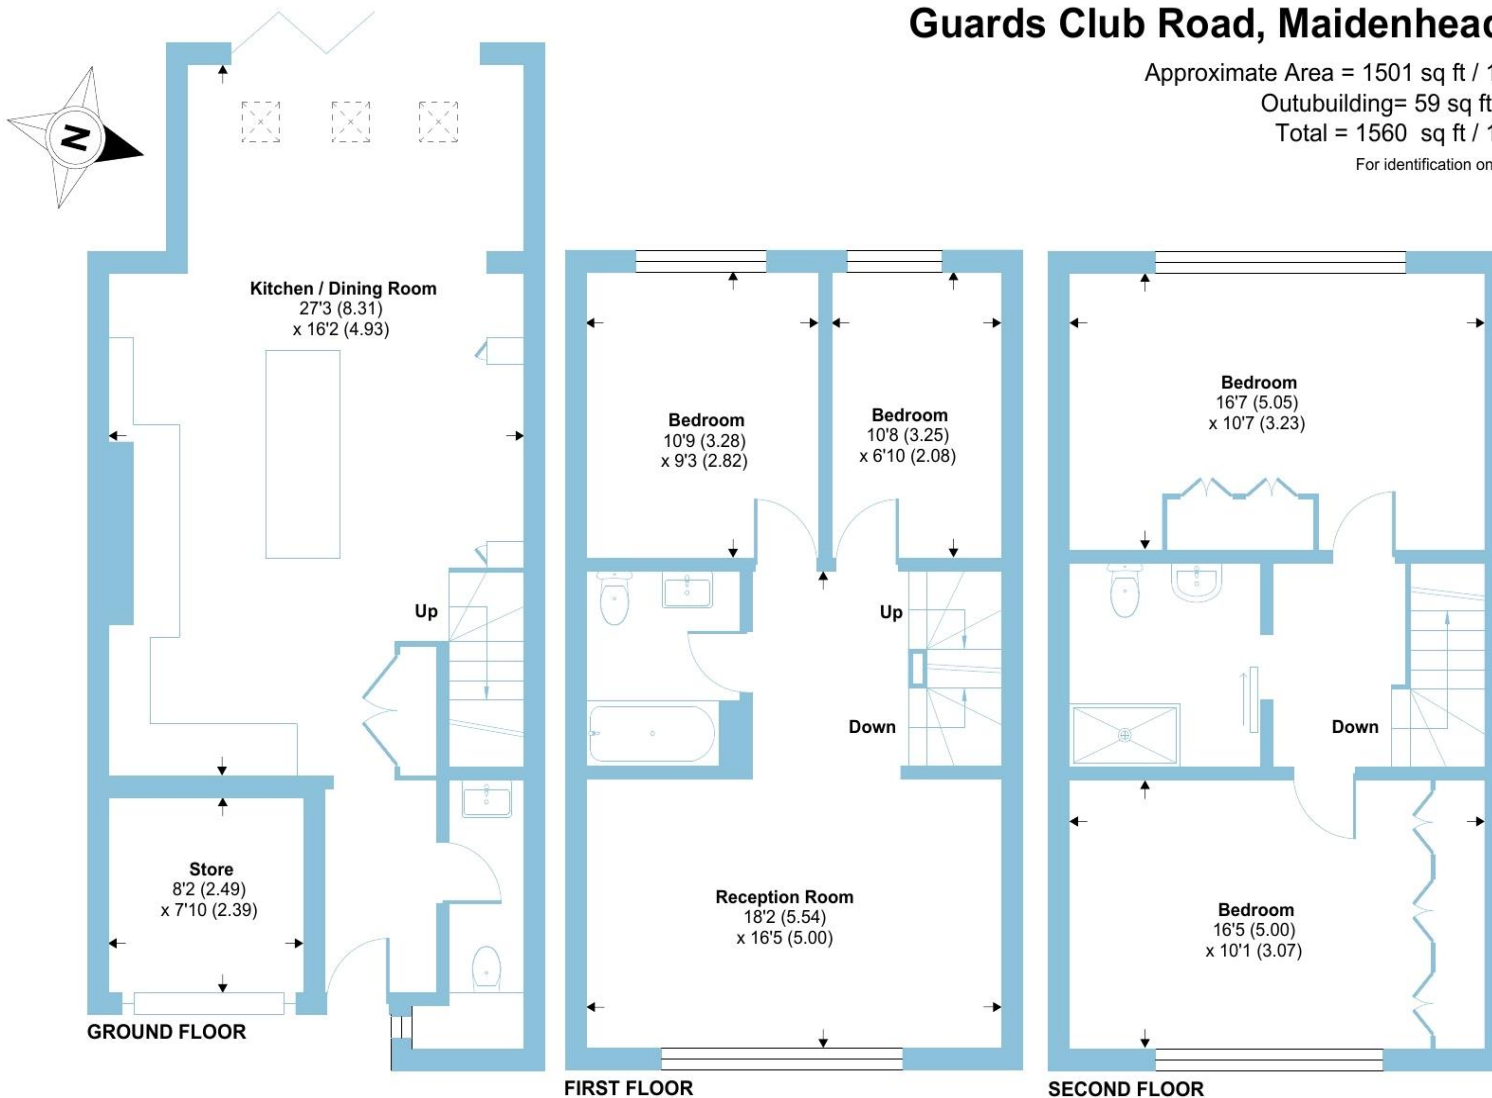 Guards Club Road, Maidenhead
Approximate Area = 1501 sq ft / 1
Outubuilding= 59 sq ft
Total = 1560 sq ft / 1
For identification on
N
Kitchen / Dining Room
27'3 (8.31)
x 16'2 (4.93)
Up
Store
8'2 (2.49)
x 7'10 (2.39)
GROUND FLOOR
Bedroom
10'9 (3.28)
x 9'3 (2.82)
Bedroom
10'8 (3.25)
x 6'10 (2.08)
Up
Down
Reception Room
18'2 (5.54)
x 16'5 (5.00)
FIRST FLOOR
Bedroom
16'7 (5.05)
x 10'7 (3.23)
Down
Bedroom
16'5 (5.00)
x 10'1 (3.07)
SECOND FLOOR